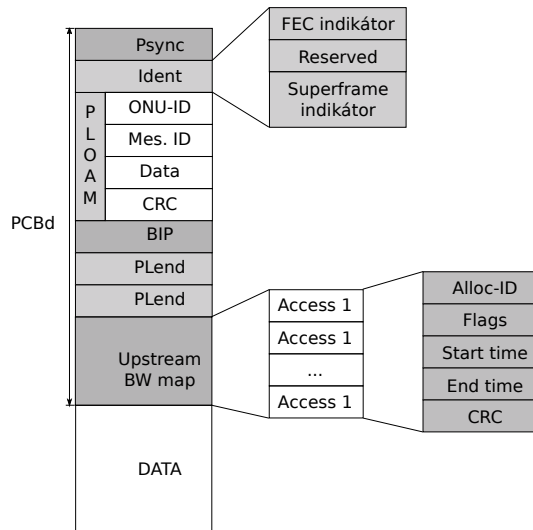 PCBd
Psync
Ident
PLOAM
ONU-ID
Mes. ID
Data
CRC
BIP
PLend
PLend
Upstream
BW map
DATA
FEC indikátor
Reserved
Superframe
indikátor
Access 1
Access 1
...
Access 1
Alloc-ID
Flags
Start time
End time
CRC